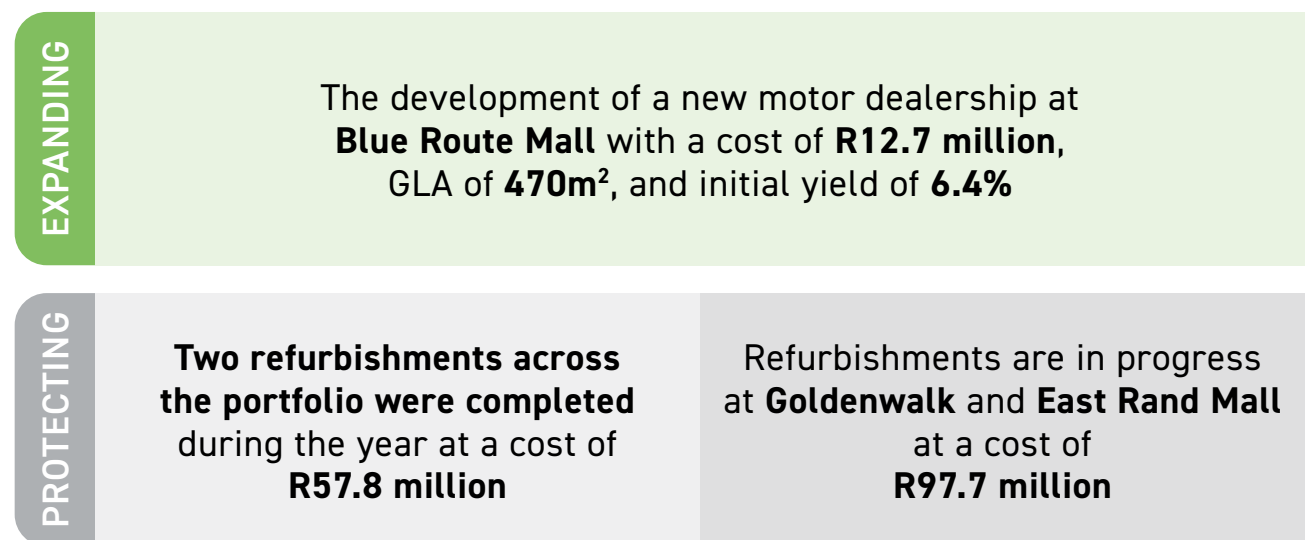 EXPANDING
The development of a new motor dealership at
Blue Route Mall with a cost of R12.7 million,
GLA of 470m², and initial yield of 6.4%
PROTECTING
Two refurbishments across
the portfolio were completed
during the year at a cost of
R57.8 million
Refurbishments are in progress
at Goldenwalk and East Rand Mall
at a cost of
R97.7 million